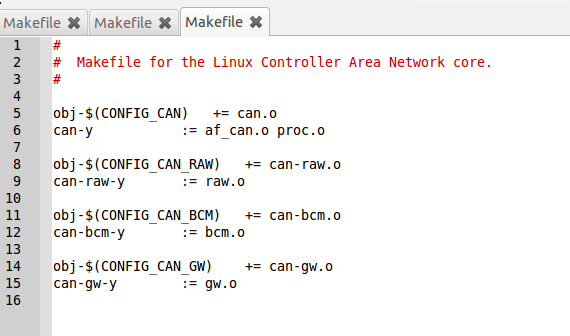 Makefile ✖ Makefile ✖ Makefile ✖
1 #
2 #  Makefile for the Linux Controller Area Network core.
3 #
4
5 obj-$(CONFIG_CAN)   += can.o
6 can-y           := af_can.o proc.o
7
8 obj-$(CONFIG_CAN_RAW)   += can-raw.o
9 can-raw-y       := raw.o
10
11 obj-$(CONFIG_CAN_BCM)   += can-bcm.o
12 can-bcm-y       := bcm.o
13
14 obj-$(CONFIG_CAN_GW)    += can-gw.o
15 can-gw-y        := gw.o
16